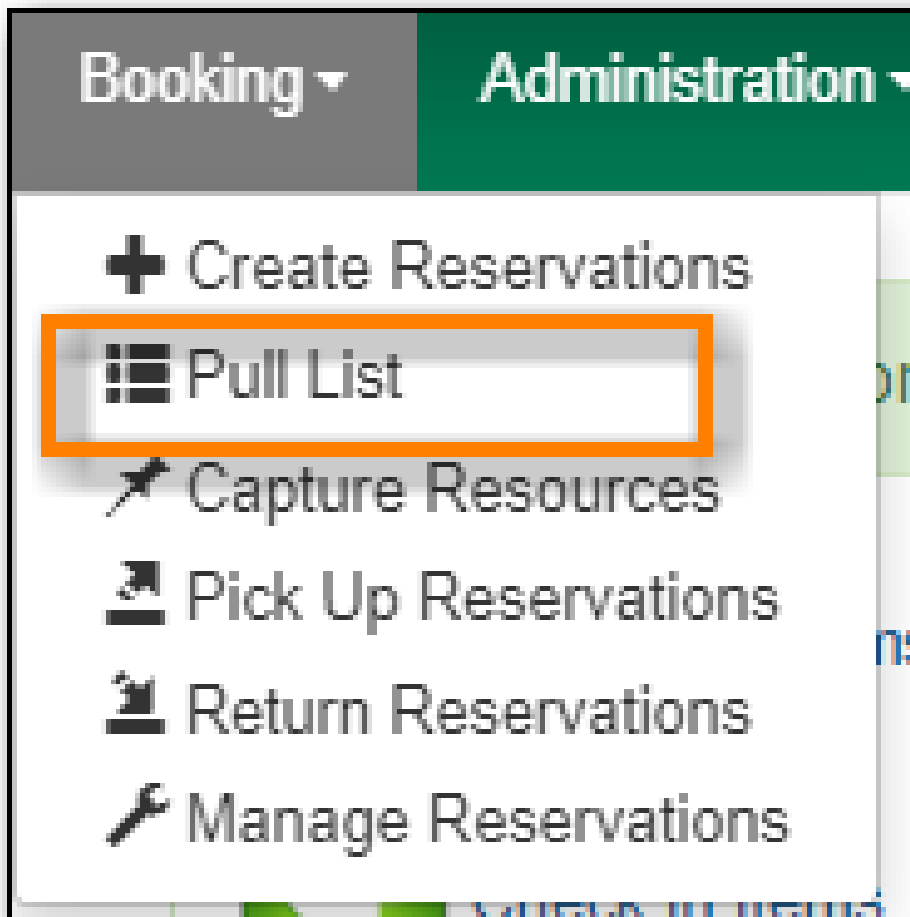 Booking Administration
Create Reservations
Pull List
Capture Resources
Pick Up Reservations
Return Reservations
Manage Reservations